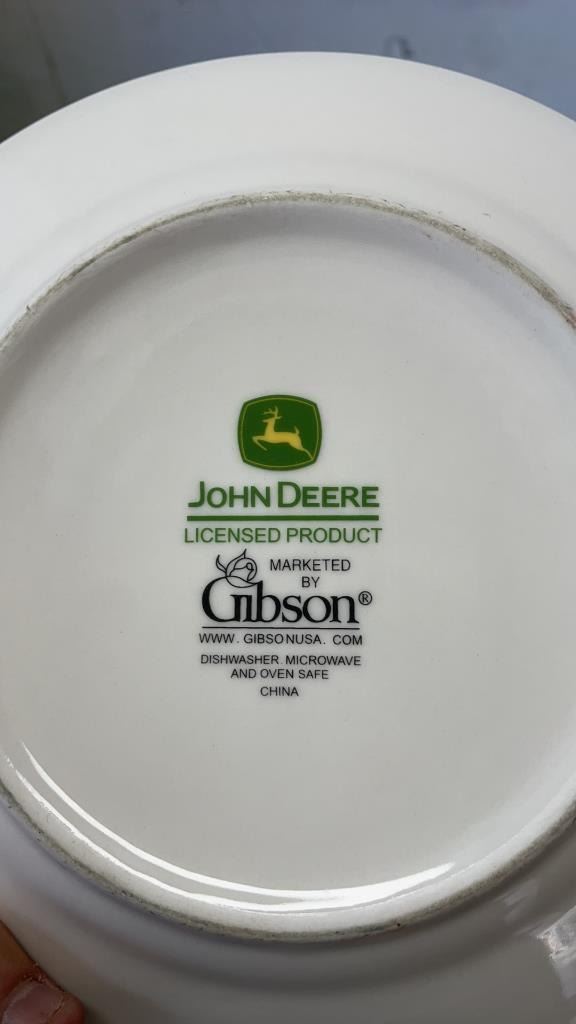 JOHN DEERE
LICENSED PRODUCT
MARKETED
BY
Gibson®
WWW. GIBSONUSA. COM
DISHWASHER. MICROWAVE
AND OVEN SAFE
CHINA